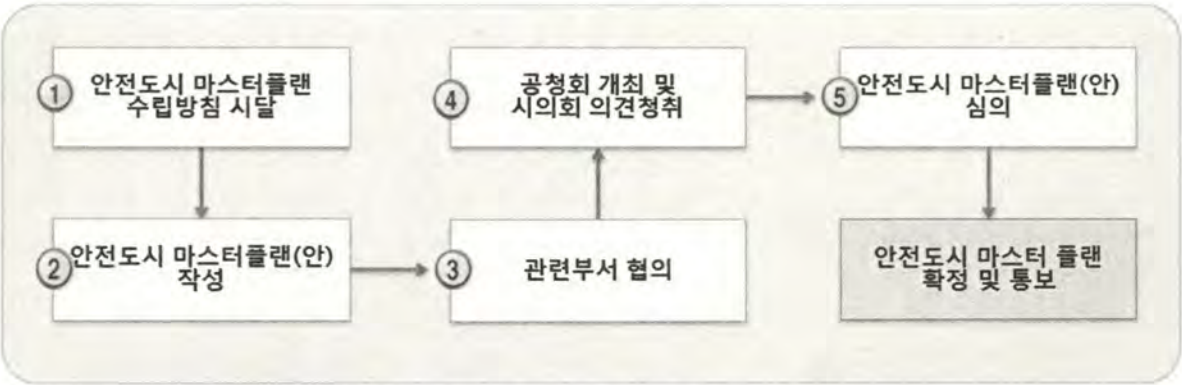 ① 안전도시 마스터플랜
수립방침 시달
② 안전도시 마스터플랜(안)
작성
③ 관련부서 협의
④ 공청회 개최 및
시의회 의견청취
⑤ 안전도시 마스터플랜(안)
심의
안전도시 마스터 플랜
확정 및 통보